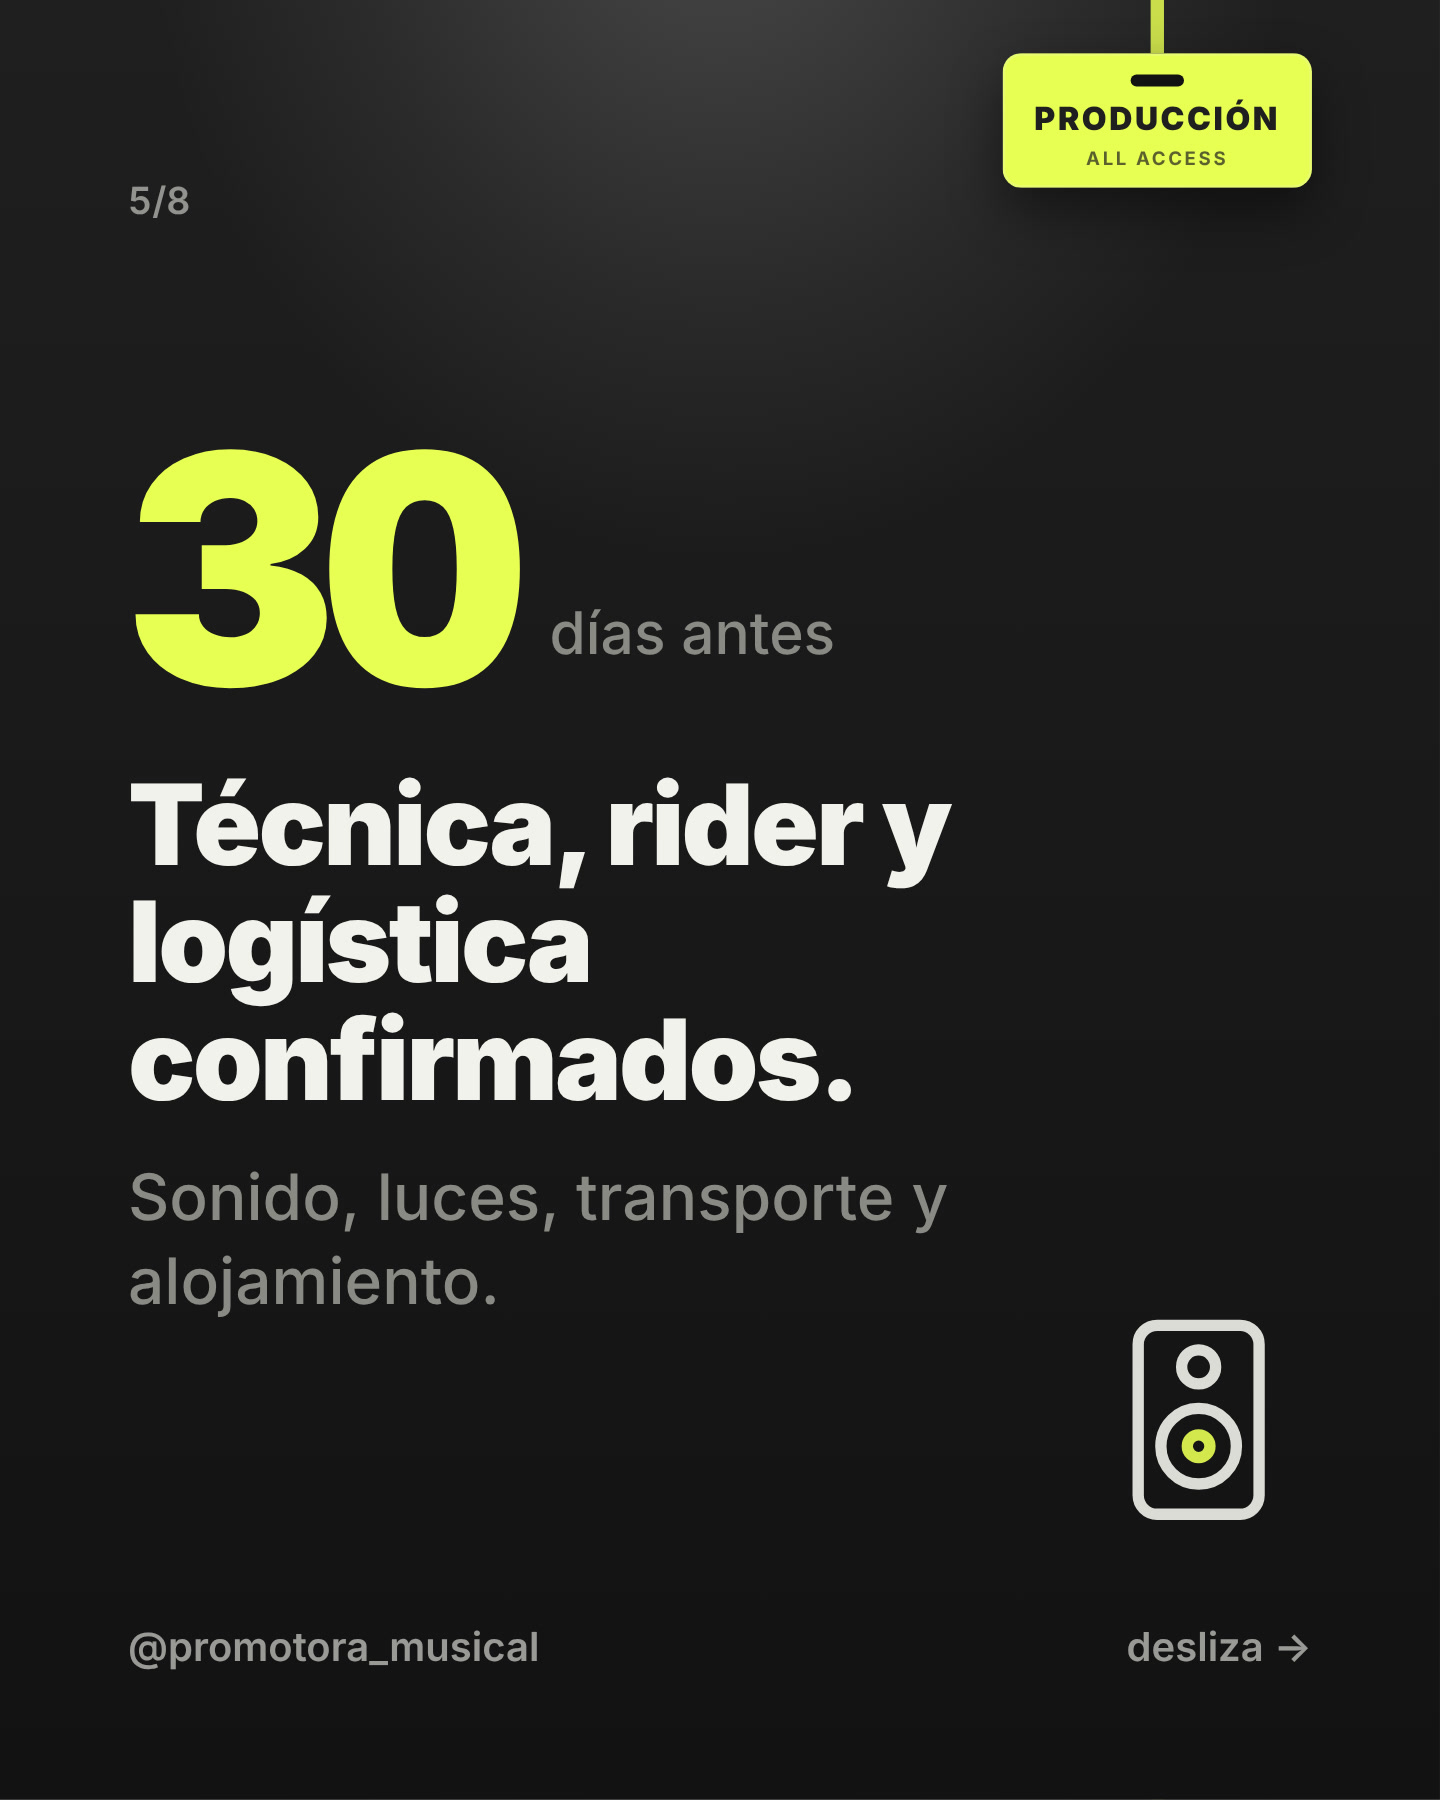 PRODUCCIÓN
ALL ACCESS
5/8
30 días antes
Técnica, rider y
logística
confirmados.
Sonido, luces, transporte y
alojamiento.
@promotora_musical
desliza →